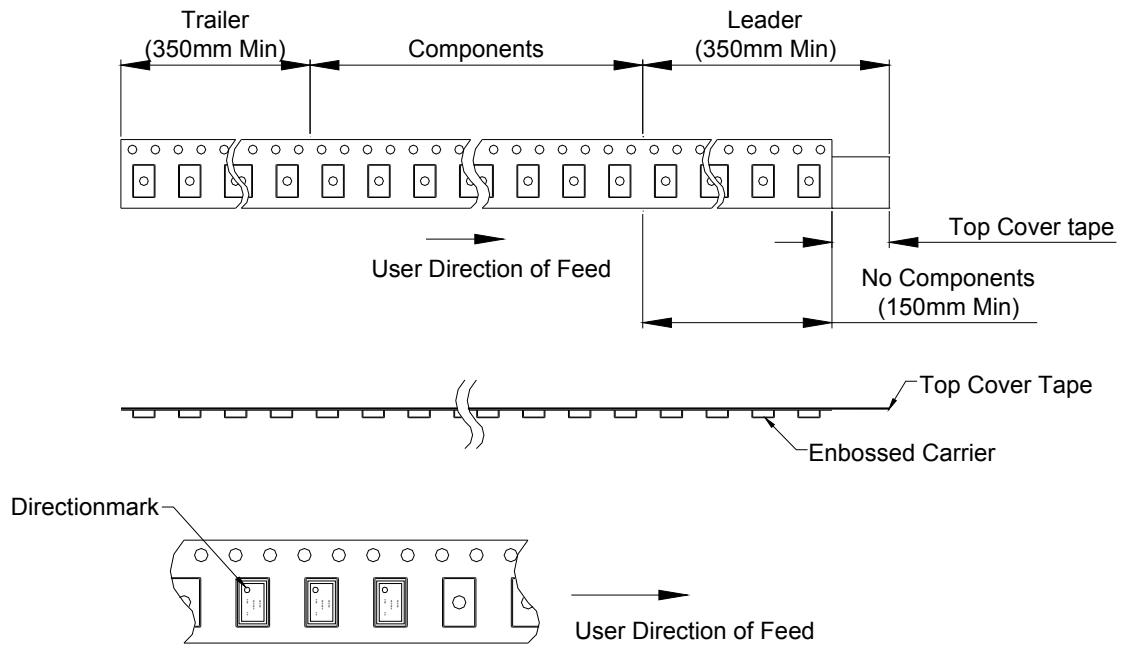 Trailer
(350mm Min)
Components
Leader
(350mm Min)
Top Cover tape
User Direction of Feed
No Components
(150mm Min)
Top Cover Tape
Enbossed Carrier
Directionmark
User Direction of Feed